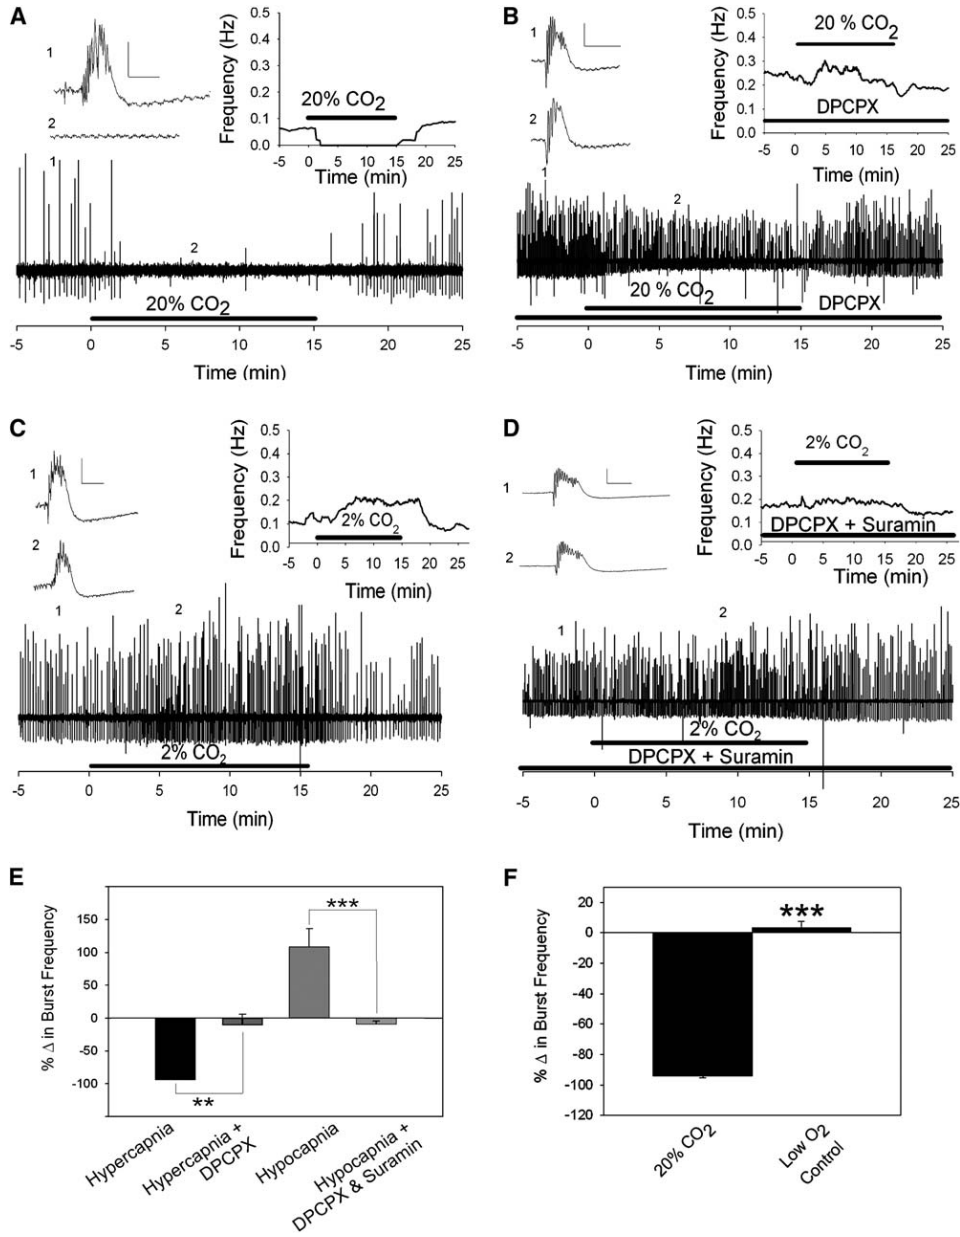 A
1
2
Frequency (Hz)
0.5
0.4
0.3
0.2
0.1
0.0
20% CO2
-5 0 5 10 15 20 25
Time (min)
1
2
20% CO2
-5 0 5 10 15 20 25
Time (min)
B
1
2
Frequency (Hz)
0.5
0.4
0.3
0.2
0.1
0.0
20 % CO2
DPCPX
-5 0 5 10 15 20 25
Time (min)
1
2
20 % CO2
DPCPX
-5 0 5 10 15 20 25
Time (min)
C
1
2
Frequency (Hz)
0.5
0.4
0.3
0.2
0.1
0.0
2% CO2
-5 0 5 10 15 20 25
Time (min)
1
2
2% CO2
-5 0 5 10 15 20 25
Time (min)
D
1
2
Frequency (Hz)
0.5
0.4
0.3
0.2
0.1
0.0
2% CO2
DPCPX + Suramin
-5 0 5 10 15 20 25
Time (min)
1
2
2% CO2
DPCPX + Suramin
-5 0 5 10 15 20 25
Time (min)
E
% Δ in Burst Frequency
150
100
50
0
-50
-100
**
***
Hypercapnia
Hypercapnia +
DPCPX
Hypocapnia
Hypocapnia +
DPCPX & Suramin
F
% Δ in Burst Frequency
20
0
-20
-40
-60
-80
-100
-120
***
20% CO2
Low O2
Control